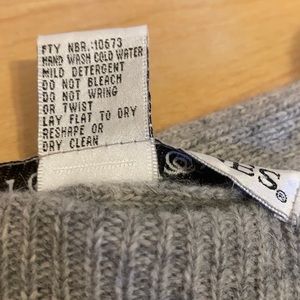 FTY NBR.:10673
HAND WASH COLD WATER
MILD DETERGENT
DO NOT BLEACH
DO NOT WRING
OR TWIST
LAY FLAT TO DRY
RESHAPE OR
DRY CLEAN